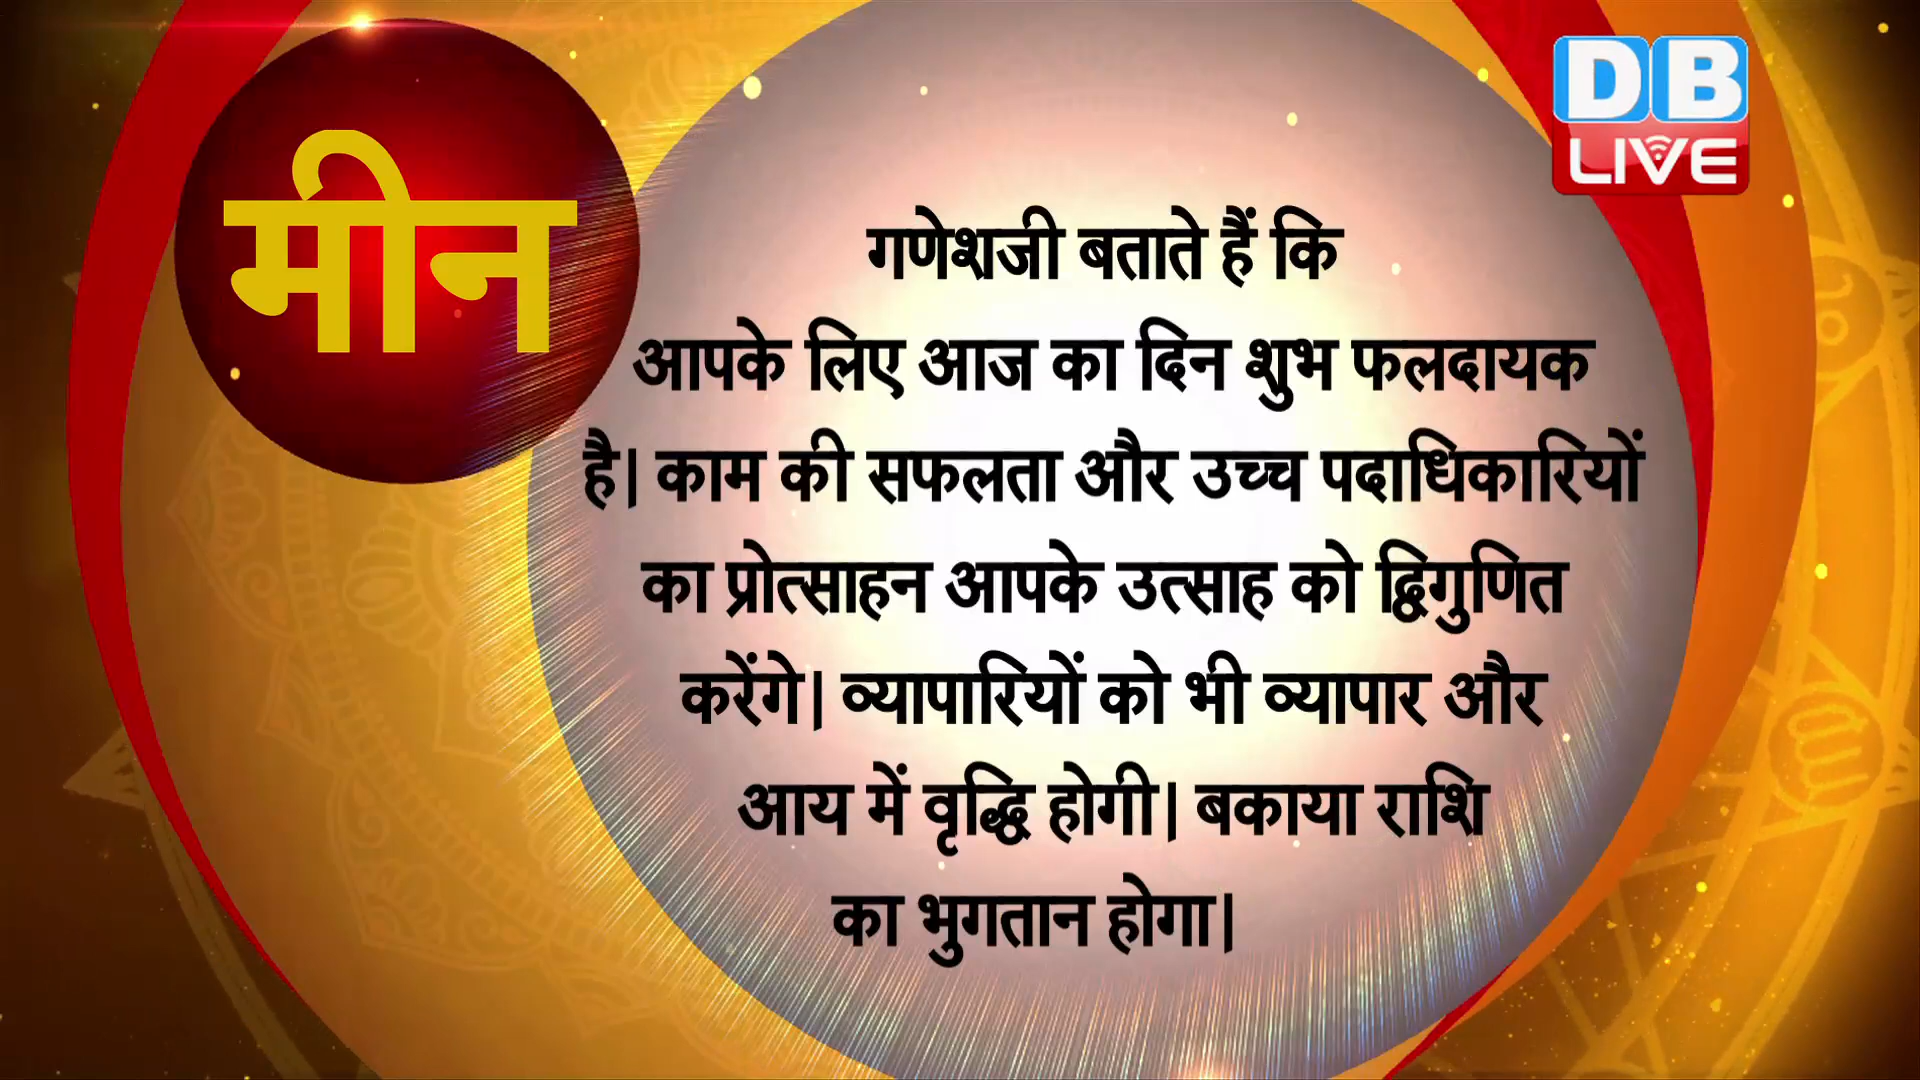 मीन
DB
LIVE
गणेशजी बताते हैं कि
आपके लिए आज का दिन शुभ फलदायक
है| काम की सफलता और उच्च पदाधिकारियों
का प्रोत्साहन आपके उत्साह को द्विगुणित
करेंगे| व्यापारियों को भी व्यापार और
आय में वृद्धि होगी| बकाया राशि
का भुगतान होगा|